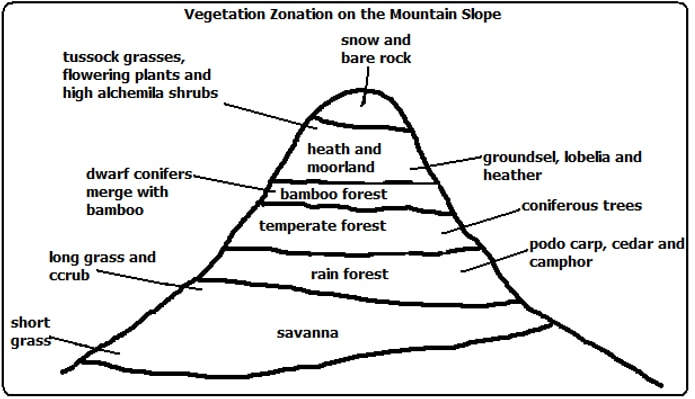 Vegetation Zonation on the Mountain Slope
snow and
bare rock
tussock grasses,
flowering plants and
high alchemila shrubs
heath and
moorland
groundsel, lobelia and
heather
dwarf conifers
merge with
bamboo
bamboo forest
coniferous trees
temperate forest
podo carp, cedar and
camphor
long grass and
ccrub
rain forest
short
grass
savanna